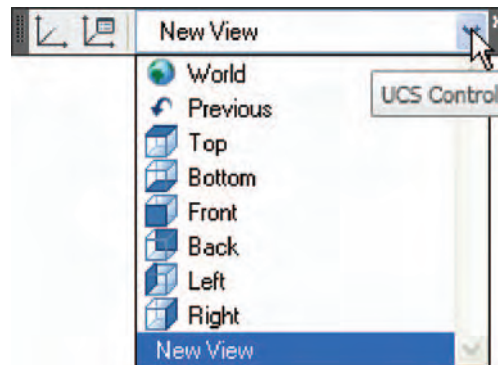 New View
World
UCS Control
Previous
Top
Bottom
Front
Back
Left
Right
New View